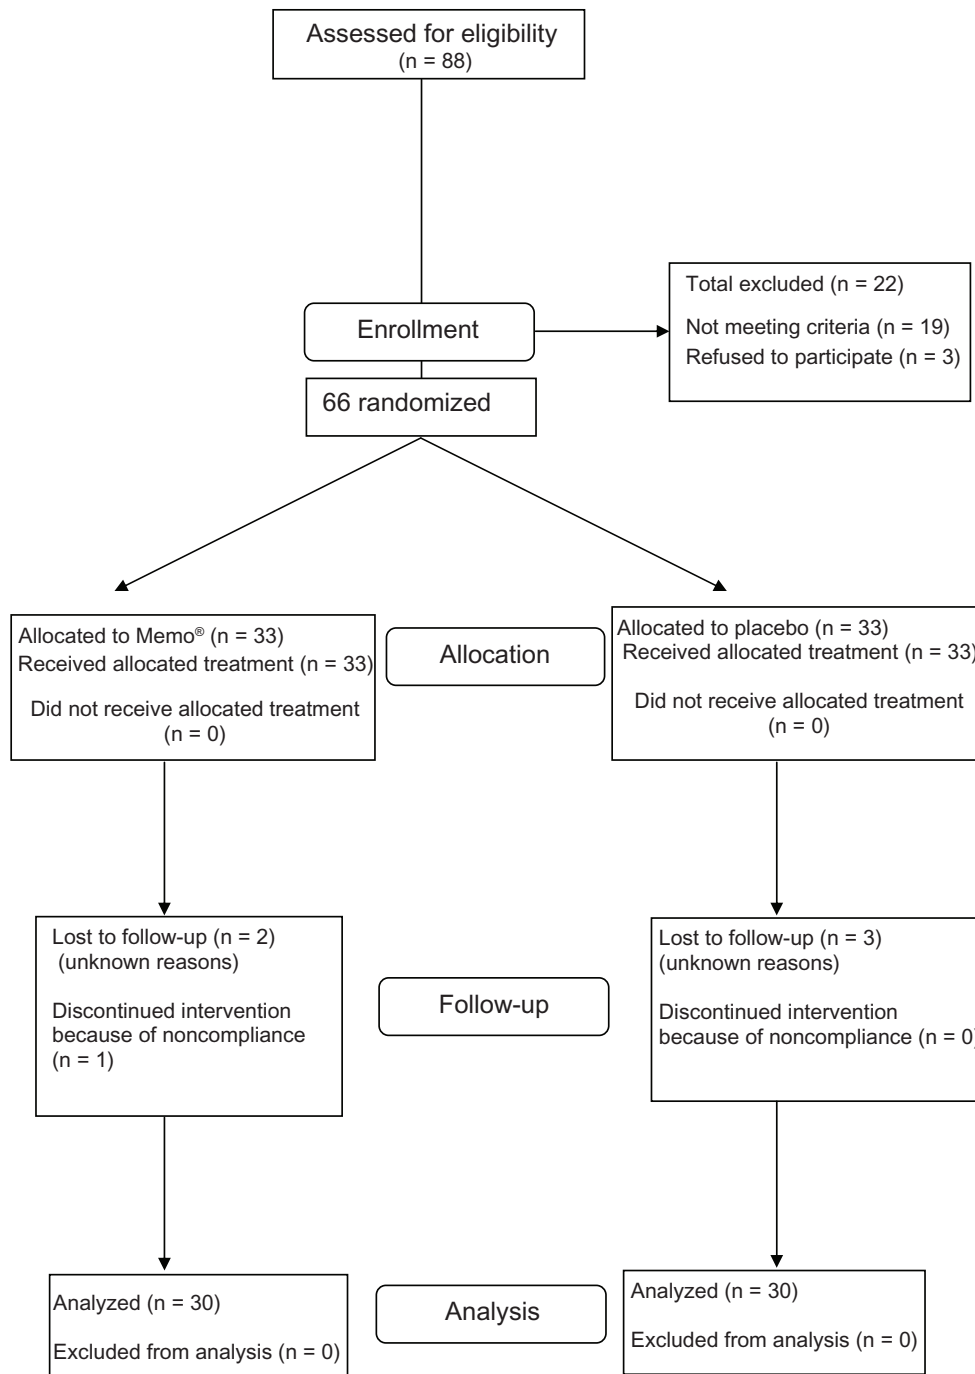 Assessed for eligibility
(n = 88)
Total excluded (n = 22)
Not meeting criteria (n = 19)
Refused to participate (n = 3)
Enrollment
66 randomized
Allocated to Memo® (n = 33)
Received allocated treatment (n = 33)
Did not receive allocated treatment
(n = 0)
Allocation
Allocated to placebo (n = 33)
Received allocated treatment (n = 33)
Did not receive allocated treatment
(n = 0)
Lost to follow-up (n = 2)
(unknown reasons)
Discontinued intervention
because of noncompliance
(n = 1)
Follow-up
Lost to follow-up (n = 3)
(unknown reasons)
Discontinued intervention
because of noncompliance (n = 0)
Analyzed (n = 30)
Excluded from analysis (n = 0)
Analysis
Analyzed (n = 30)
Excluded from analysis (n = 0)